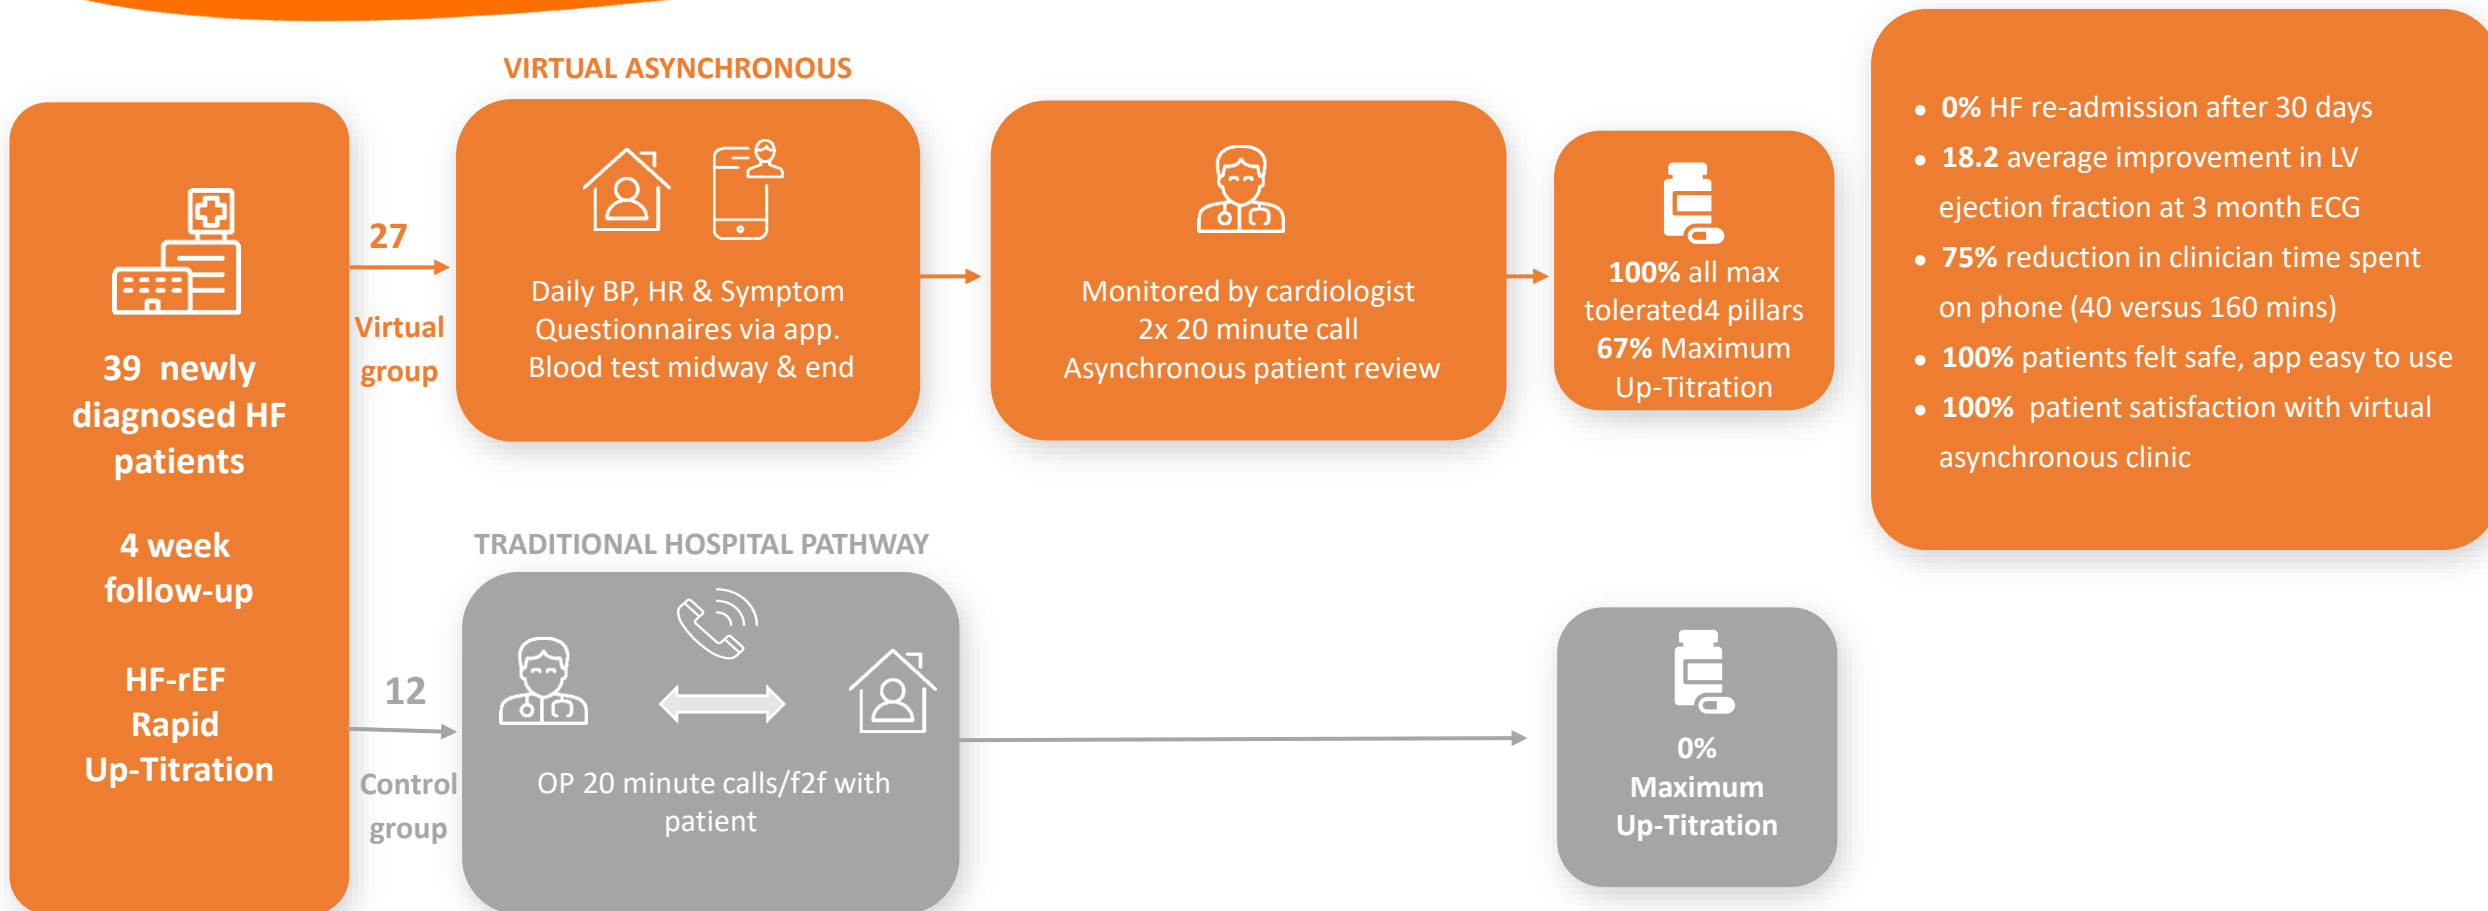 39 newly
diagnosed HF
patients
4 week
follow-up
HF-rEF
Rapid
Up-Titration
27
Virtual
group
VIRTUAL ASYNCHRONOUS
Daily BP, HR & Symptom
Questionnaires via app.
Blood test midway & end
Monitored by cardiologist
2x 20 minute call
Asynchronous patient review
100% all max
tolerated4 pillars
67% Maximum
Up-Titration
• 0% HF re-admission after 30 days
• 18.2 average improvement in LV
ejection fraction at 3 month ECG
• 75% reduction in clinician time spent
on phone (40 versus 160 mins)
• 100% patients felt safe, app easy to use
• 100% patient satisfaction with virtual
asynchronous clinic
12
Control
group
TRADITIONAL HOSPITAL PATHWAY
OP 20 minute calls/f2f with
patient
0%
Maximum
Up-Titration